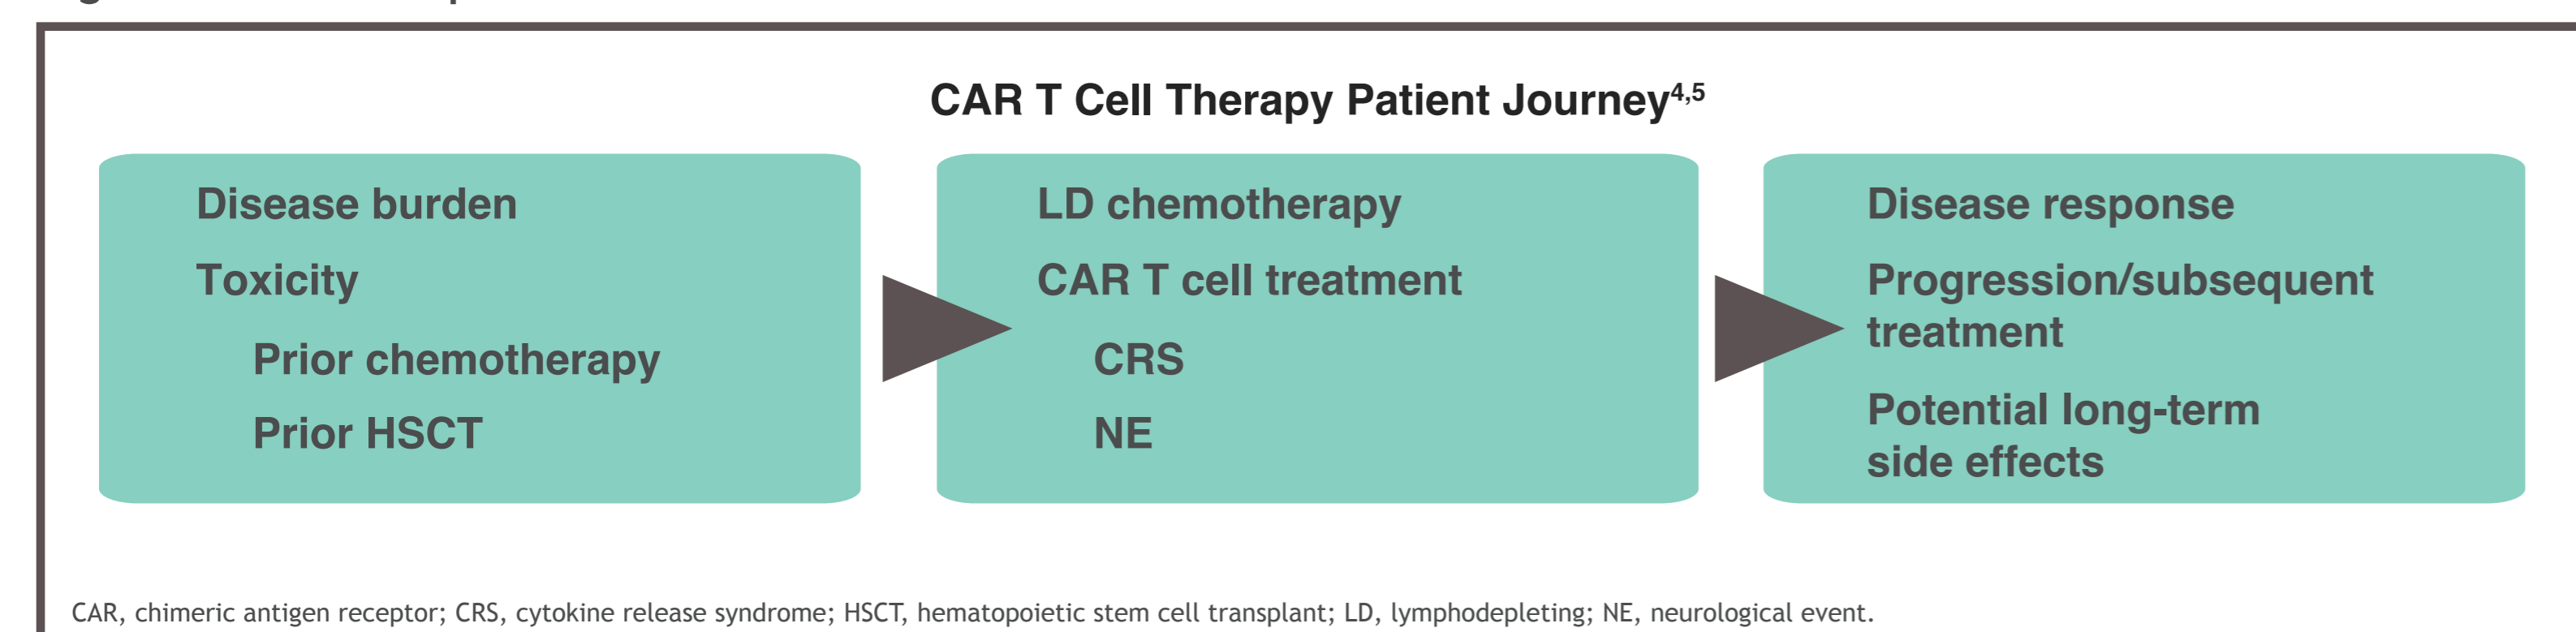 CAR T Cell Therapy Patient Journey4,5
Disease burden
Toxicity
Prior chemotherapy
Prior HSCT
LD chemotherapy
CAR T cell treatment
CRS
NE
Disease response
Progression/subsequent
treatment
Potential long-term
side effects
CAR, chimeric antigen receptor; CRS, cytokine release syndrome; HSCT, hematopoietic stem cell transplant; LD, lymphodepleting; NE, neurological event.